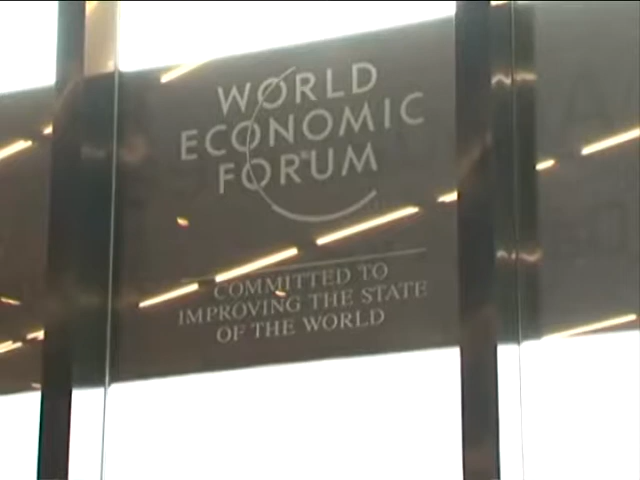 WORLD
ECONOMIC
FORUM
COMMITTED TO
IMPROVING THE STATE
OF THE WORLD